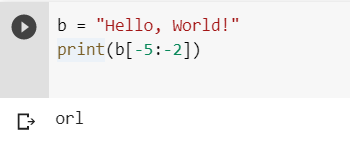 b = "Hello, World!"
print(b[-5:-2])
orl